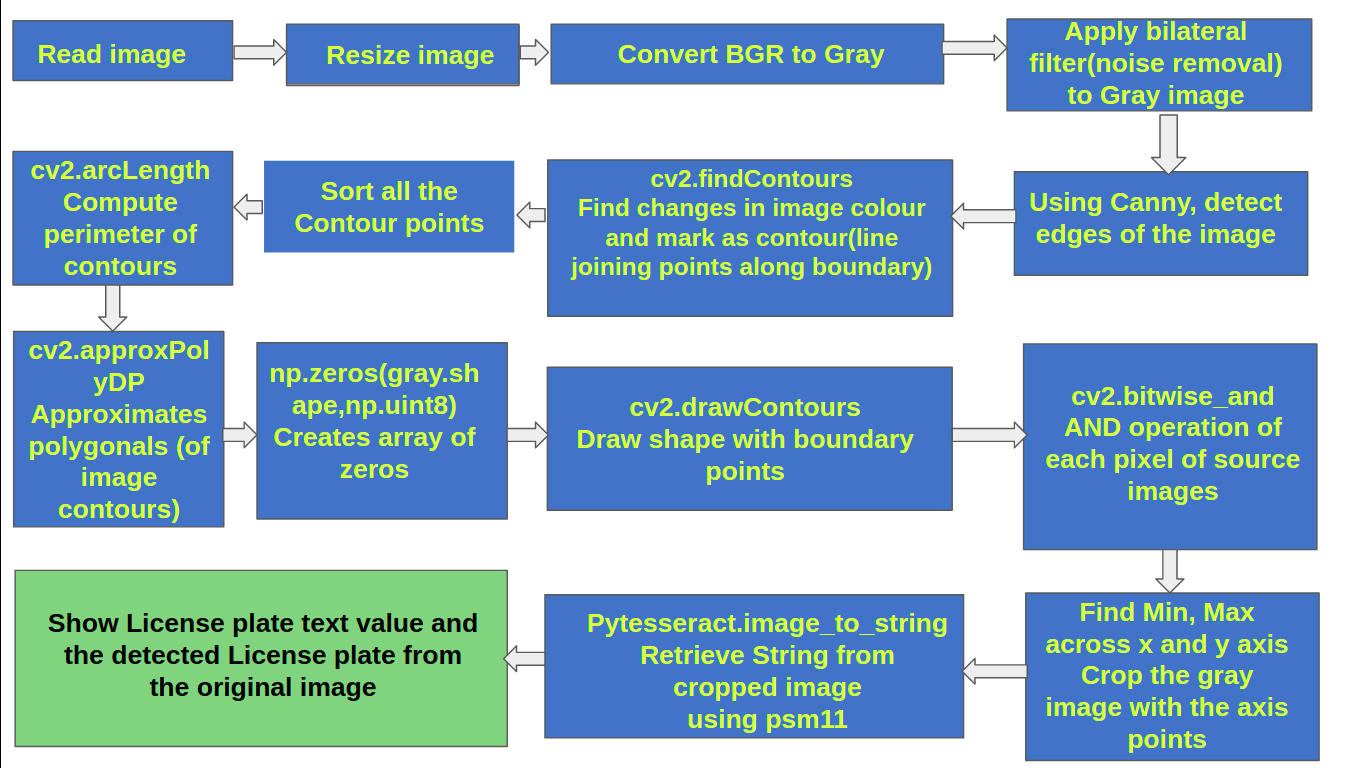 Read image
Resize image
Convert BGR to Gray
Apply bilateral
filter(noise removal)
to Gray image
Using Canny, detect
edges of the image
cv2.findContours
Find changes in image colour
and mark as contour(line
joining points along boundary)
Sort all the
Contour points
cv2.arcLength
Compute
perimeter of
contours
cv2.approxPol
yDP
Approximates
polygonals (of
image
contours)
np.zeros(gray.sh
ape,np.uint8)
Creates array of
zeros
cv2.drawContours
Draw shape with boundary
points
cv2.bitwise_and
AND operation of
each pixel of source
images
Find Min, Max
across x and y axis
Crop the gray
image with the axis
points
Pytesseract.image_to_string
Retrieve String from
cropped image
using psm11
Show License plate text value and
the detected License plate from
the original image